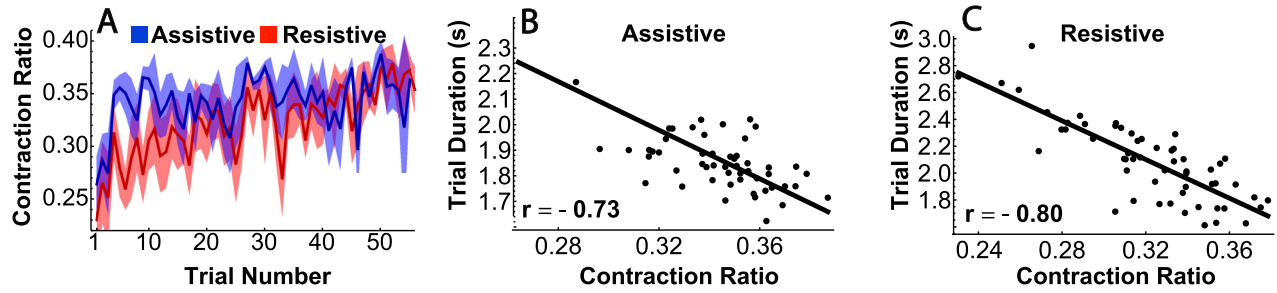 A
Assistive Resistive
Contraction Ratio
0.40
0.35
0.30
0.25
1 10 20 30 40 50
Trial Number
B
Assistive
Trial Duration (s)
2.3
2.2
2.1
2.0
1.9
1.8
1.7
r = - 0.73
0.28 0.32 0.36
Contraction Ratio
C
Resistive
Trial Duration (s)
3.0
2.8
2.6
2.4
2.2
2.0
1.8
r = - 0.80
0.24 0.28 0.32 0.36
Contraction Ratio